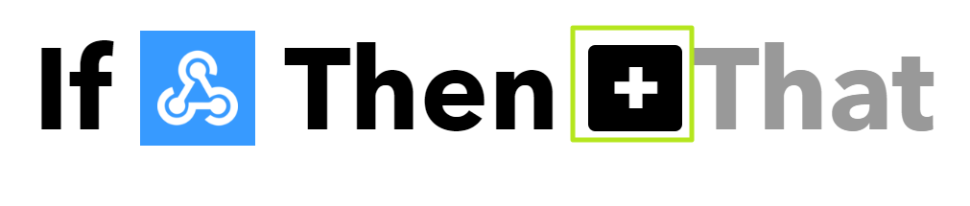 If Then + That